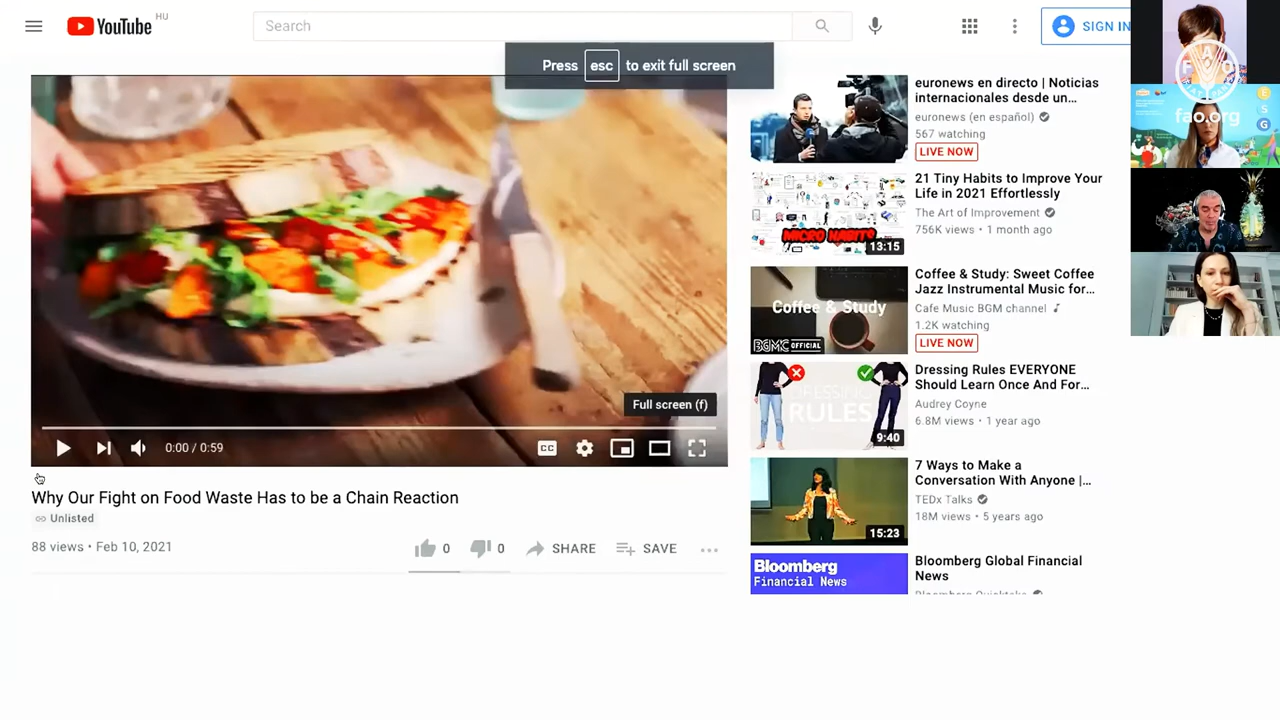 YouTube HU
Search
SIGN IN
Press esc to exit full screen
Full screen (f)
0:00 / 0:59
CC
Why Our Fight on Food Waste Has to be a Chain Reaction
Unlisted
88 views • Feb 10, 2021
0
0
SHARE
SAVE
euronews en directo | Noticias
internacionales desde un...
euronews (en español)
567 watching
LIVE NOW
MICRO HABITS
13:15
21 Tiny Habits to Improve Your
Life in 2021 Effortlessly
The Art of Improvement
756K views • 1 month ago
Coffee & Study
BGMC OFFICIAL
Coffee & Study: Sweet Coffee
Jazz Instrumental Music for...
Cafe Music BGM channel
1.2K watching
LIVE NOW
DRESSING
RULES
9:40
Dressing Rules EVERYONE
Should Learn Once And For...
Audrey Coyne
6.8M views • 1 year ago
15:23
7 Ways to Make a
Conversation With Anyone |...
TEDx Talks
18M views • 5 years ago
Bloomberg
Financial News
Bloomberg Global Financial
News
Bloomberg Quicktake
fao.org
E
S
G